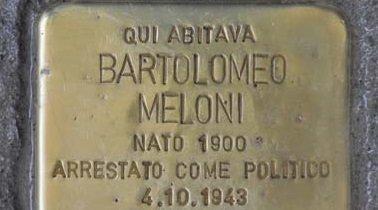 QUI ABITAVA
BARTOLOMEO
MELONI
NATO 1900
ARRESTATO COME POLITICO
4.10.1943